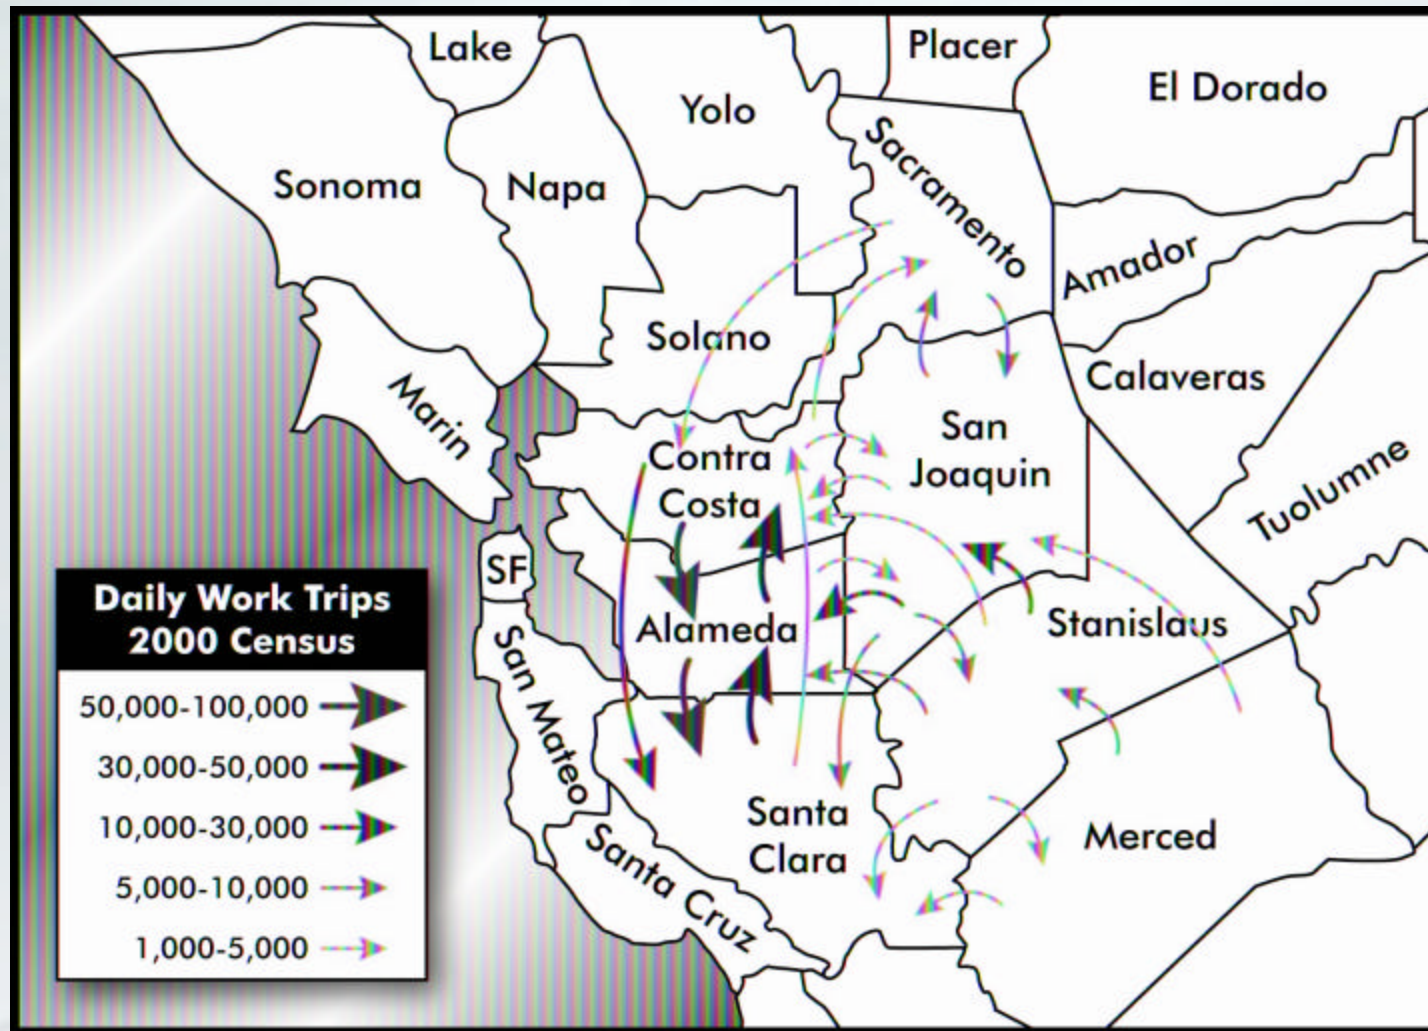 Lake
Placer
El Dorado
Yolo
Sacramento
Sonoma
Napa
Amador
Solano
Calaveras
Marin
San
Joaquin
Contra
Costa
Tuolumne
SF
Alameda
Stanislaus
San Mateo
Santa
Clara
Merced
Santa Cruz
Daily Work Trips
2000 Census
50,000-100,000
30,000-50,000
10,000-30,000
5,000-10,000
1,000-5,000